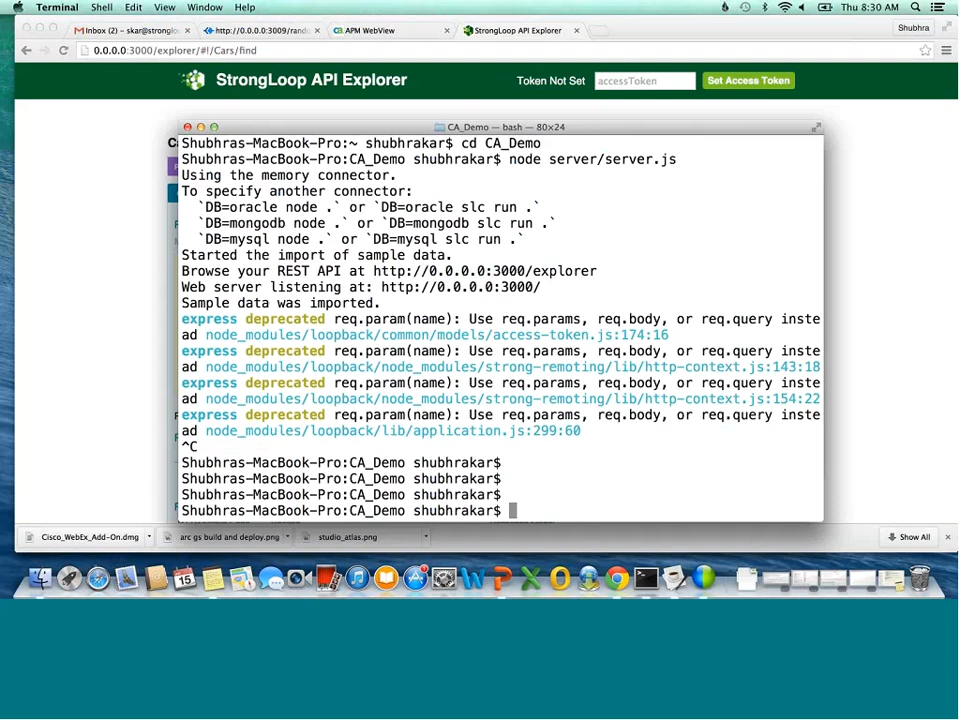 Terminal Shell Edit View Window Help Thu 8:30 AM
Inbox (2) - skar@strongloo http://0.0.0.0:3009/rand CA APM WebView StrongLoop API Explorer Shubhra
0.0.0.0:3000/explorer/#!/Cars/find
StrongLoop API Explorer Token Not Set accessToken Set Access Token
CA_Demo — bash — 80×24
Shubhras-MacBook-Pro:~ shubhrakar$ cd CA_Demo
Shubhras-MacBook-Pro:CA_Demo shubhrakar$ node server/server.js
Using the memory connector.
To specify another connector:
`DB=oracle node .` or `DB=oracle slc run .`
`DB=mongodb node .` or `DB=mongodb slc run .`
`DB=mysql node .` or `DB=mysql slc run .`
Started the import of sample data.
Browse your REST API at http://0.0.0.0:3000/explorer
Web server listening at: http://0.0.0.0:3000/
Sample data was imported.
express deprecated req.param(name): Use req.params, req.body, or req.query inste
ad node_modules/loopback/common/models/access-token.js:174:16
express deprecated req.param(name): Use req.params, req.body, or req.query inste
ad node_modules/loopback/node_modules/strong-remoting/lib/http-context.js:143:18
express deprecated req.param(name): Use req.params, req.body, or req.query inste
ad node_modules/loopback/node_modules/strong-remoting/lib/http-context.js:154:22
express deprecated req.param(name): Use req.params, req.body, or req.query inste
ad node_modules/loopback/lib/application.js:299:60
^C
Shubhras-MacBook-Pro:CA_Demo shubhrakar$
Shubhras-MacBook-Pro:CA_Demo shubhrakar$
Shubhras-MacBook-Pro:CA_Demo shubhrakar$
Shubhras-MacBook-Pro:CA_Demo shubhrakar$
Cisco_WebEx_Add-On.dmg arc gs build and deploy.png studio_atlas.png Show All
15